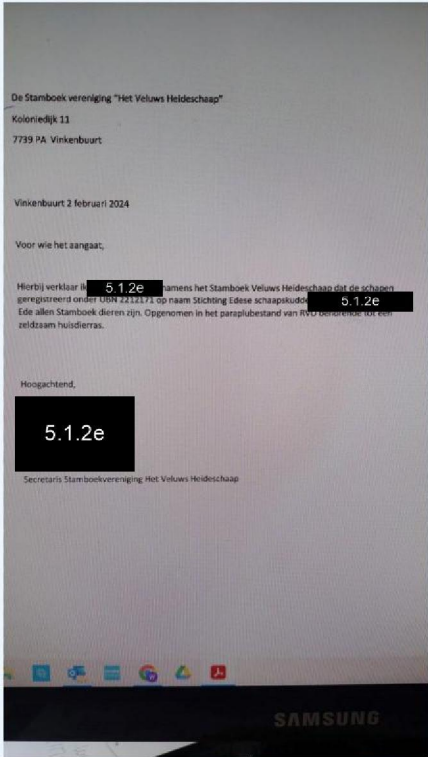 De Stamboek vereniging "Het Veluws Heideschaap"
Koloniedijk 11
7739 PA Vinkenbuurt
Vinkenbuurt 2 februari 2024
Voor wie het aangaat,
Hierbij verklaar ik 5.1.2e namens het Stamboek Veluws Heideschaap dat de schapen
geregistreerd onder UBN 2212171 op naam Stichting Edese schaapskudde 5.1.2e
Ede allen Stamboek dieren zijn. Opgenomen in het paraplubestand van RVO behorende tot een
zeldzaam huisdierras.
Hoogachtend,
5.1.2e
Secretaris Stamboekvereniging Het Veluws Heideschaap
SAMSUNG